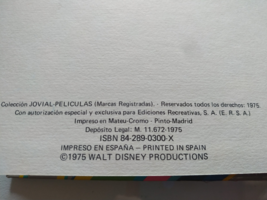 Colección JOVIAL-PELICULAS (Marcas Registradas). - Reservados todos los derechos: 1975.
Con autorización especial y exclusiva para Ediciones Recreativas, S. A. (E. R. S. A.)
Impreso en Mateu-Cromo - Pinto-Madrid
Depósito Legal: M. 11.672-1975
ISBN 84-289-0300-X
IMPRESO EN ESPAÑA - PRINTED IN SPAIN
©1975 WALT DISNEY PRODUCTIONS